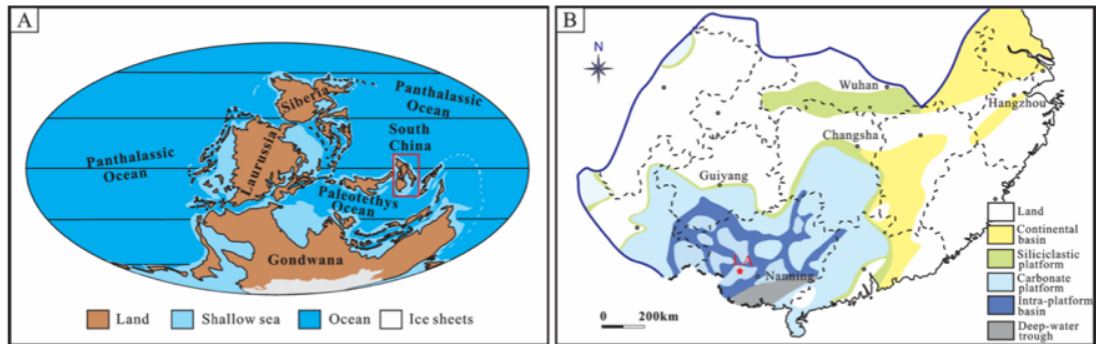 A
Siberia
Panthalassic
Ocean
South
China
Laurussia
Panthalassic
Ocean
Paleotethys
Ocean
Gondwana
Land
Shallow sea
Ocean
Ice sheets
B
N
Wuhan
Hangzhou
Changsha
Guiyang
LA
Nanning
0 200km
Land
Continental
basin
Siliciclastic
platform
Carbonate
platform
Intra-platform
basin
Deep-water
trough